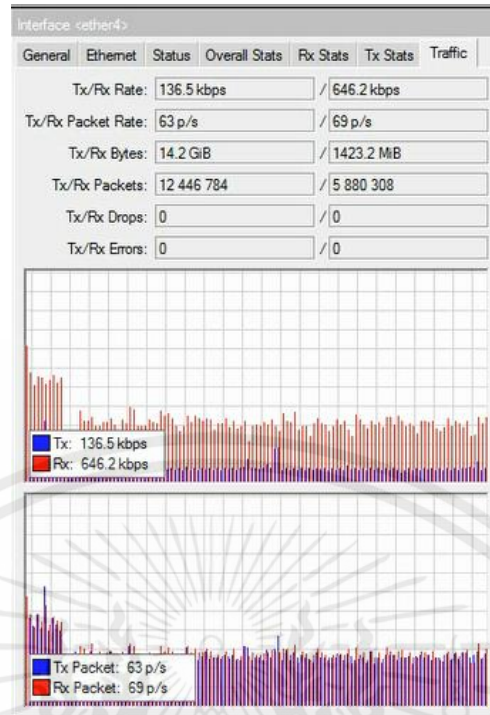 Interface <ether4>
General Ethernet Status Overall Stats Rx Stats Tx Stats Traffic
Tx/Rx Rate: 136.5 kbps / 646.2 kbps
Tx/Rx Packet Rate: 63 p/s / 69 p/s
Tx/Rx Bytes: 14.2 GiB / 1423.2 MiB
Tx/Rx Packets: 12 446 784 / 5 880 308
Tx/Rx Drops: 0 / 0
Tx/Rx Errors: 0 / 0
Tx: 136.5 kbps
Rx: 646.2 kbps
Tx Packet: 63 p/s
Rx Packet: 69 p/s